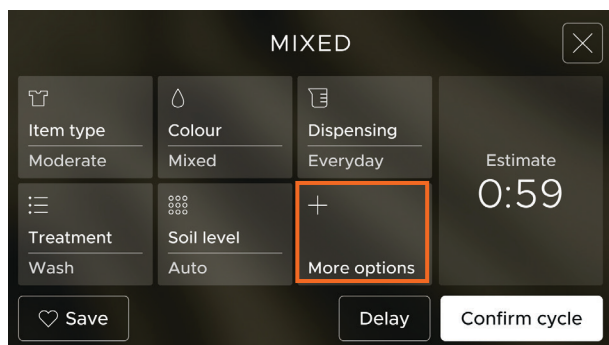 MIXED
Item type
Moderate
Colour
Mixed
Dispensing
Everyday
Estimate
0:59
Treatment
Wash
Soil level
Auto
More options
Save
Delay
Confirm cycle